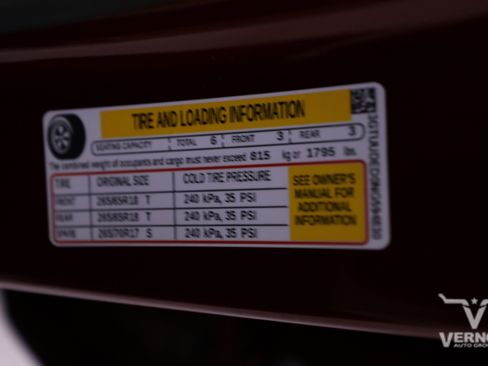 TIRE AND LOADING INFORMATION
SEATING CAPACITY TOTAL 6 FRONT 3 REAR 3
The combined weight of occupants and cargo must never exceed 815 kg or 1795 lbs.
TIRE ORIGINAL SIZE COLD TIRE PRESSURE
FRONT 265/65R18 T 240 kPa, 35 PSI
REAR 265/65R18 T 240 kPa, 35 PSI
SPARE 265/70R17 S 240 kPa, 35 PSI
SEE OWNER'S
MANUAL FOR
ADDITIONAL
INFORMATION
VERNO
AUTO GROU